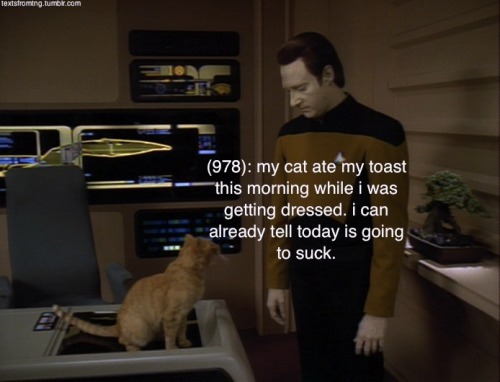 textsfromtng.tumblr.com
(978): my cat ate my toast
this morning while i was
getting dressed. i can
already tell today is going
to suck.